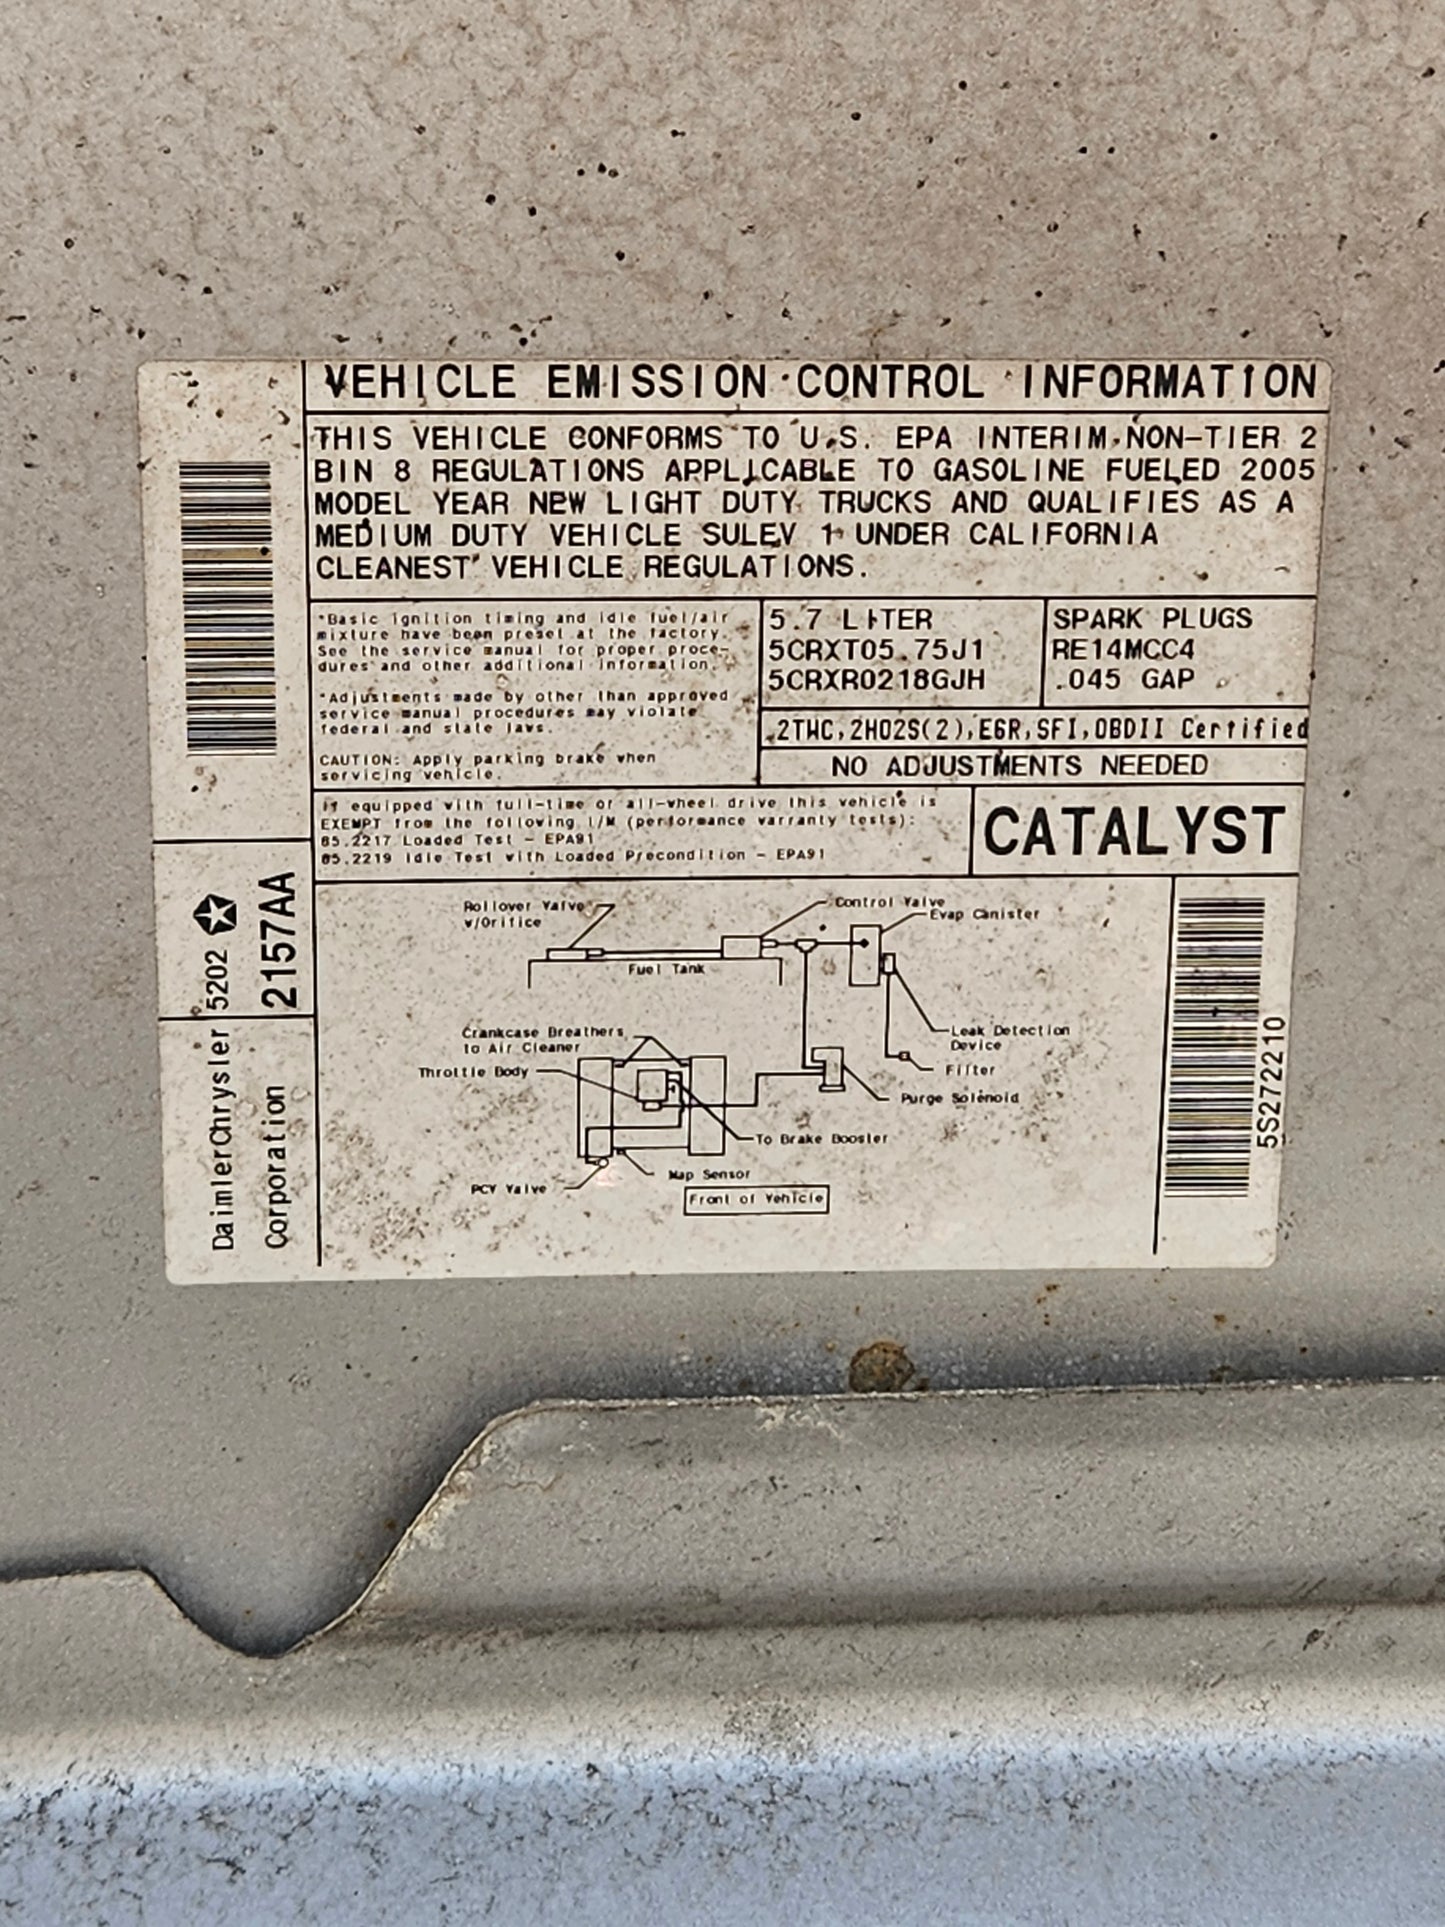 VEHICLE EMISSION CONTROL INFORMATION
THIS VEHICLE CONFORMS TO U.S. EPA INTERIM NON-TIER 2
BIN 8 REGULATIONS APPLICABLE TO GASOLINE FUELED 2005
MODEL YEAR NEW LIGHT DUTY TRUCKS AND QUALIFIES AS A
MEDIUM DUTY VEHICLE SULEV 1 UNDER CALIFORNIA
CLEANEST VEHICLE REGULATIONS.
*Basic ignition timing and idle fuel/air
mixture have been preset at the factory.
See the service manual for proper proce-
dures and other additional information.
*Adjustments made by other than approved
service manual procedures may violate
federal and state laws.
CAUTION: Apply parking brake when
servicing vehicle.
5.7 LITER
5CRXT05.75J1
5CRXR0218GJH
SPARK PLUGS
RE14MCC4
.045 GAP
2TWC,2HO2S(2),EGR,SFI,OBDII Certified
NO ADJUSTMENTS NEEDED
If equipped with full-time or all-wheel drive this vehicle is
EXEMPT from the following I/M (performance warranty tests):
85.2217 Loaded Test - EPA91
85.2219 Idle Test with Loaded Precondition - EPA91
CATALYST
Rollover Valve
w/Orifice
Control Valve
Evap Canister
Fuel Tank
Crankcase Breathers
to Air Cleaner
Leak Detection
Device
Throttle Body
Filter
Purge Solenoid
To Brake Booster
Map Sensor
PCV Valve
Front of Vehicle
DaimlerChrysler
Corporation
5202
2157AA
5S272210